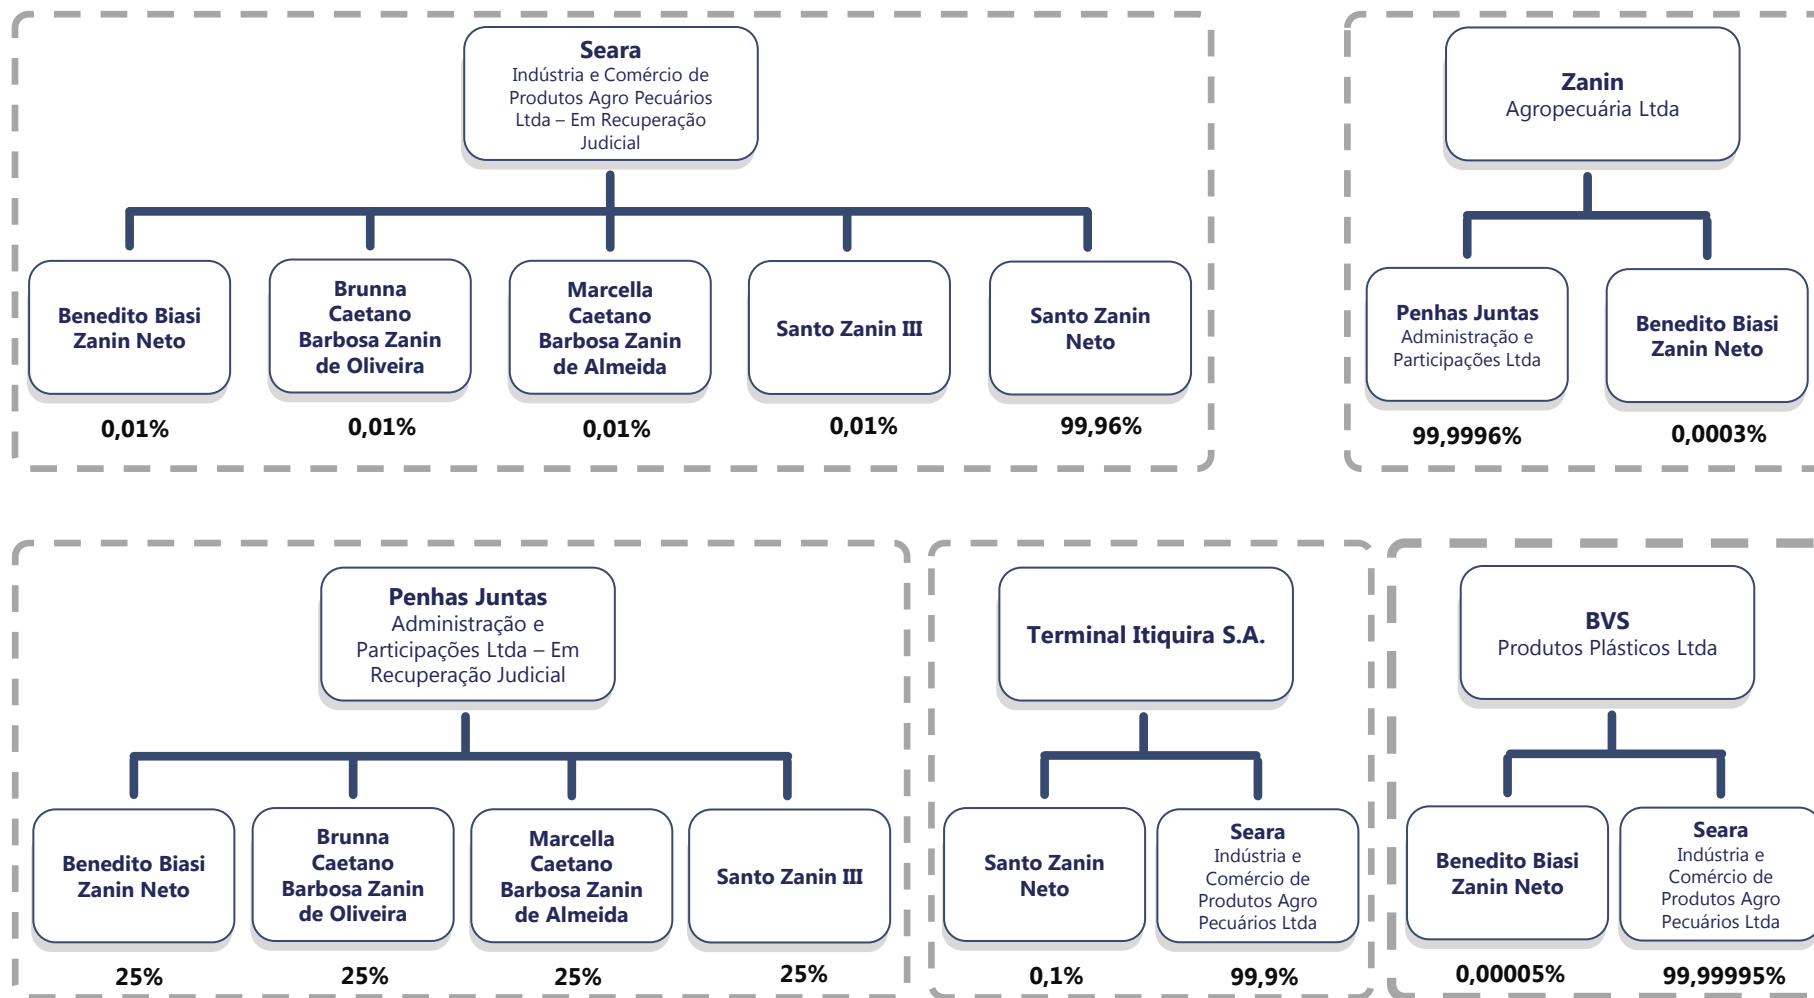 Seara
Indústria e Comércio de
Produtos Agro Pecuários
Ltda – Em Recuperação
Judicial
Benedito Biasi
Zanin Neto
0,01%
Brunna
Caetano
Barbosa Zanin
de Oliveira
0,01%
Marcella
Caetano
Barbosa Zanin
de Almeida
0,01%
Santo Zanin III
0,01%
Santo Zanin
Neto
99,96%
Zanin
Agropecuária Ltda
Penhas Juntas
Administração e
Participações Ltda
99,9996%
Benedito Biasi
Zanin Neto
0,0003%
Penhas Juntas
Administração e
Participações Ltda – Em
Recuperação Judicial
Benedito Biasi
Zanin Neto
25%
Brunna
Caetano
Barbosa Zanin
de Oliveira
25%
Marcella
Caetano
Barbosa Zanin
de Almeida
25%
Santo Zanin III
25%
Terminal Itiquira S.A.
Santo Zanin
Neto
0,1%
Seara
Indústria e
Comércio de
Produtos Agro
Pecuários Ltda
99,9%
BVS
Produtos Plásticos Ltda
Benedito Biasi
Zanin Neto
0,00005%
Seara
Indústria e
Comércio de
Produtos Agro
Pecuários Ltda
99,99995%